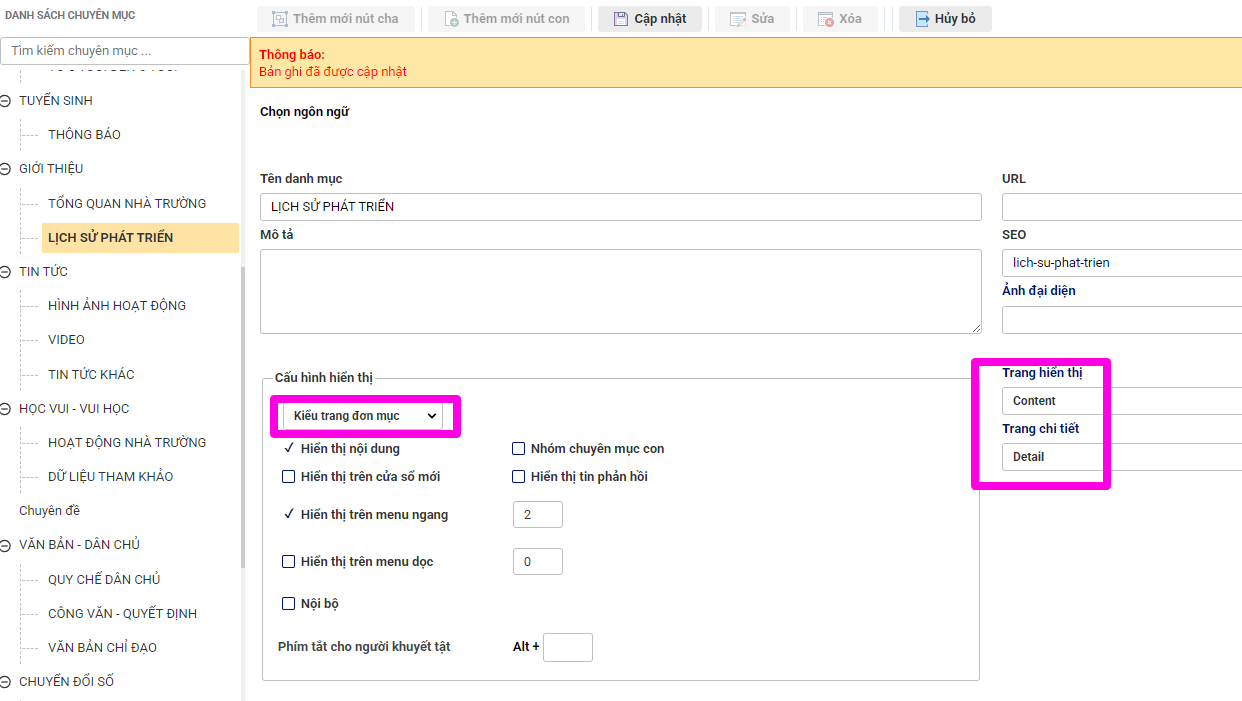 DANH SÁCH CHUYÊN MỤC
Thêm mới nút cha
Thêm mới nút con
Cập nhật
Sửa
Xóa
Hủy bỏ
Tìm kiếm chuyên mục ...
TUYỂN SINH
THÔNG BÁO
GIỚI THIỆU
TỔNG QUAN NHÀ TRƯỜNG
LỊCH SỬ PHÁT TRIỂN
TIN TỨC
HÌNH ẢNH HOẠT ĐỘNG
VIDEO
TIN TỨC KHÁC
HỌC VUI - VUI HỌC
HOẠT ĐỘNG NHÀ TRƯỜNG
DỮ LIỆU THAM KHẢO
Chuyên đề
VĂN BẢN - DÂN CHỦ
QUY CHẾ DÂN CHỦ
CÔNG VĂN - QUYẾT ĐỊNH
VĂN BẢN CHỈ ĐẠO
CHUYỂN ĐỔI SỐ
Thông báo:
Bản ghi đã được cập nhật
Chọn ngôn ngữ
Tên danh mục
LỊCH SỬ PHÁT TRIỂN
Mô tả
URL
SEO
lich-su-phat-trien
Ảnh đại diện
Trang hiển thị
Content
Trang chi tiết
Detail
Cấu hình hiển thị
Kiểu trang đơn mục
Hiển thị nội dung
Nhóm chuyên mục con
Hiển thị trên cửa sổ mới
Hiển thị tin phản hồi
Hiển thị trên menu ngang
2
Hiển thị trên menu dọc
0
Nội bộ
Phím tắt cho người khuyết tật
Alt +